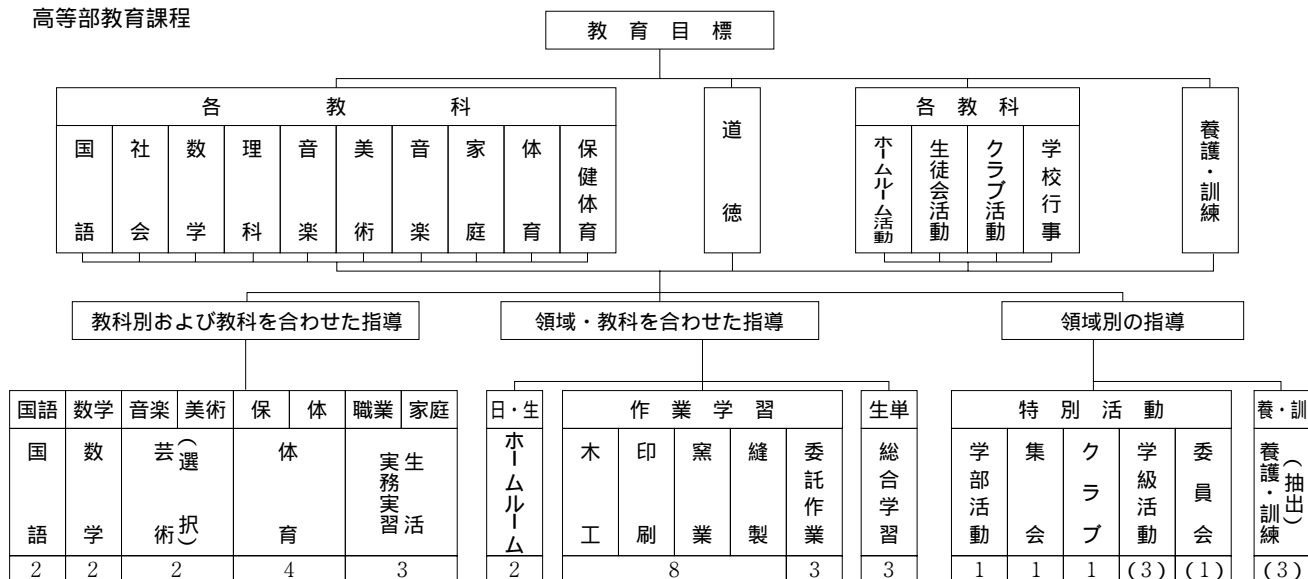 高等部教育課程
教育目標
各教科
国語
社会
数学
理科
音楽
美術
音楽
家庭
体育
保健体育
道徳
各教科
ホームルーム活動
生徒会活動
クラブ活動
学校行事
養護・訓練
教科別および教科を合わせた指導
領域・教科を合わせた指導
領域別の指導
国語 数学 音楽 美術 保 体 職業 家庭
国語
数学
芸術(選択)
体育
生活
実務実習
2 2 2 4 3
日・生
ホームルーム
2
作業学習
木工
印刷
窯業
縫製
委託作業
8 3
生単
総合学習
3
特別活動
学部活動
集会
クラブ
学級活動
委員会
1 1 1 (3) (1)
養・訓
養護・訓練(抽出)
(3)